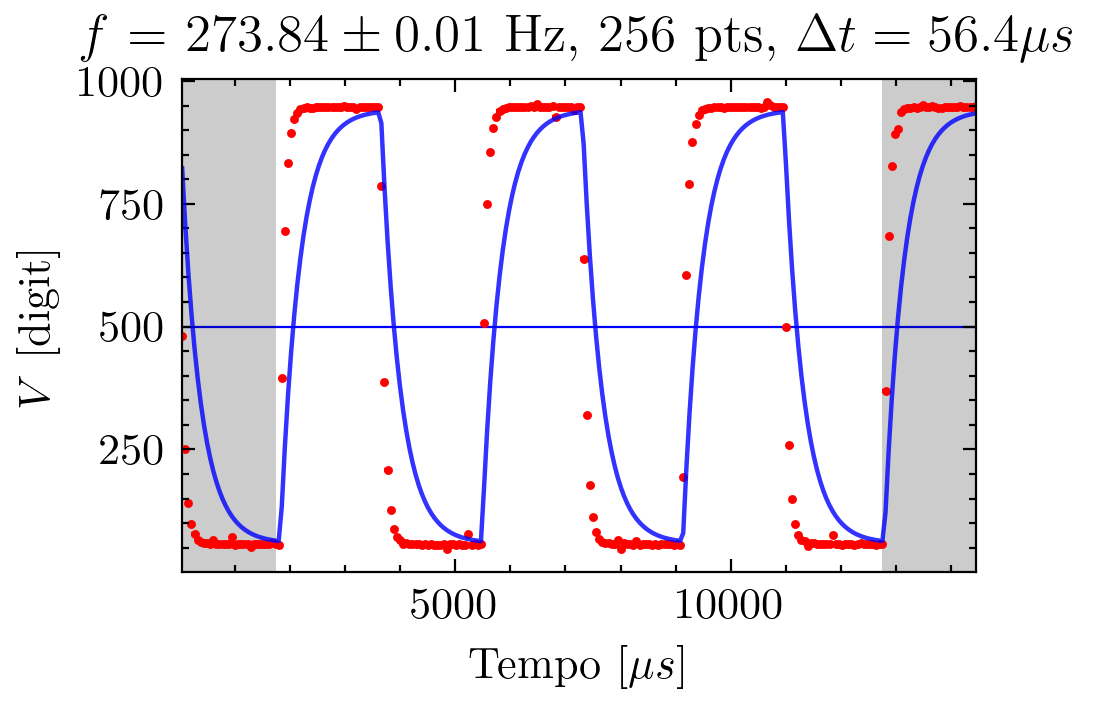 f = 273.84 ± 0.01 Hz, 256 pts, Δt = 56.4μs
1000
750
500
250
V [digit]
5000 10000
Tempo [μs]